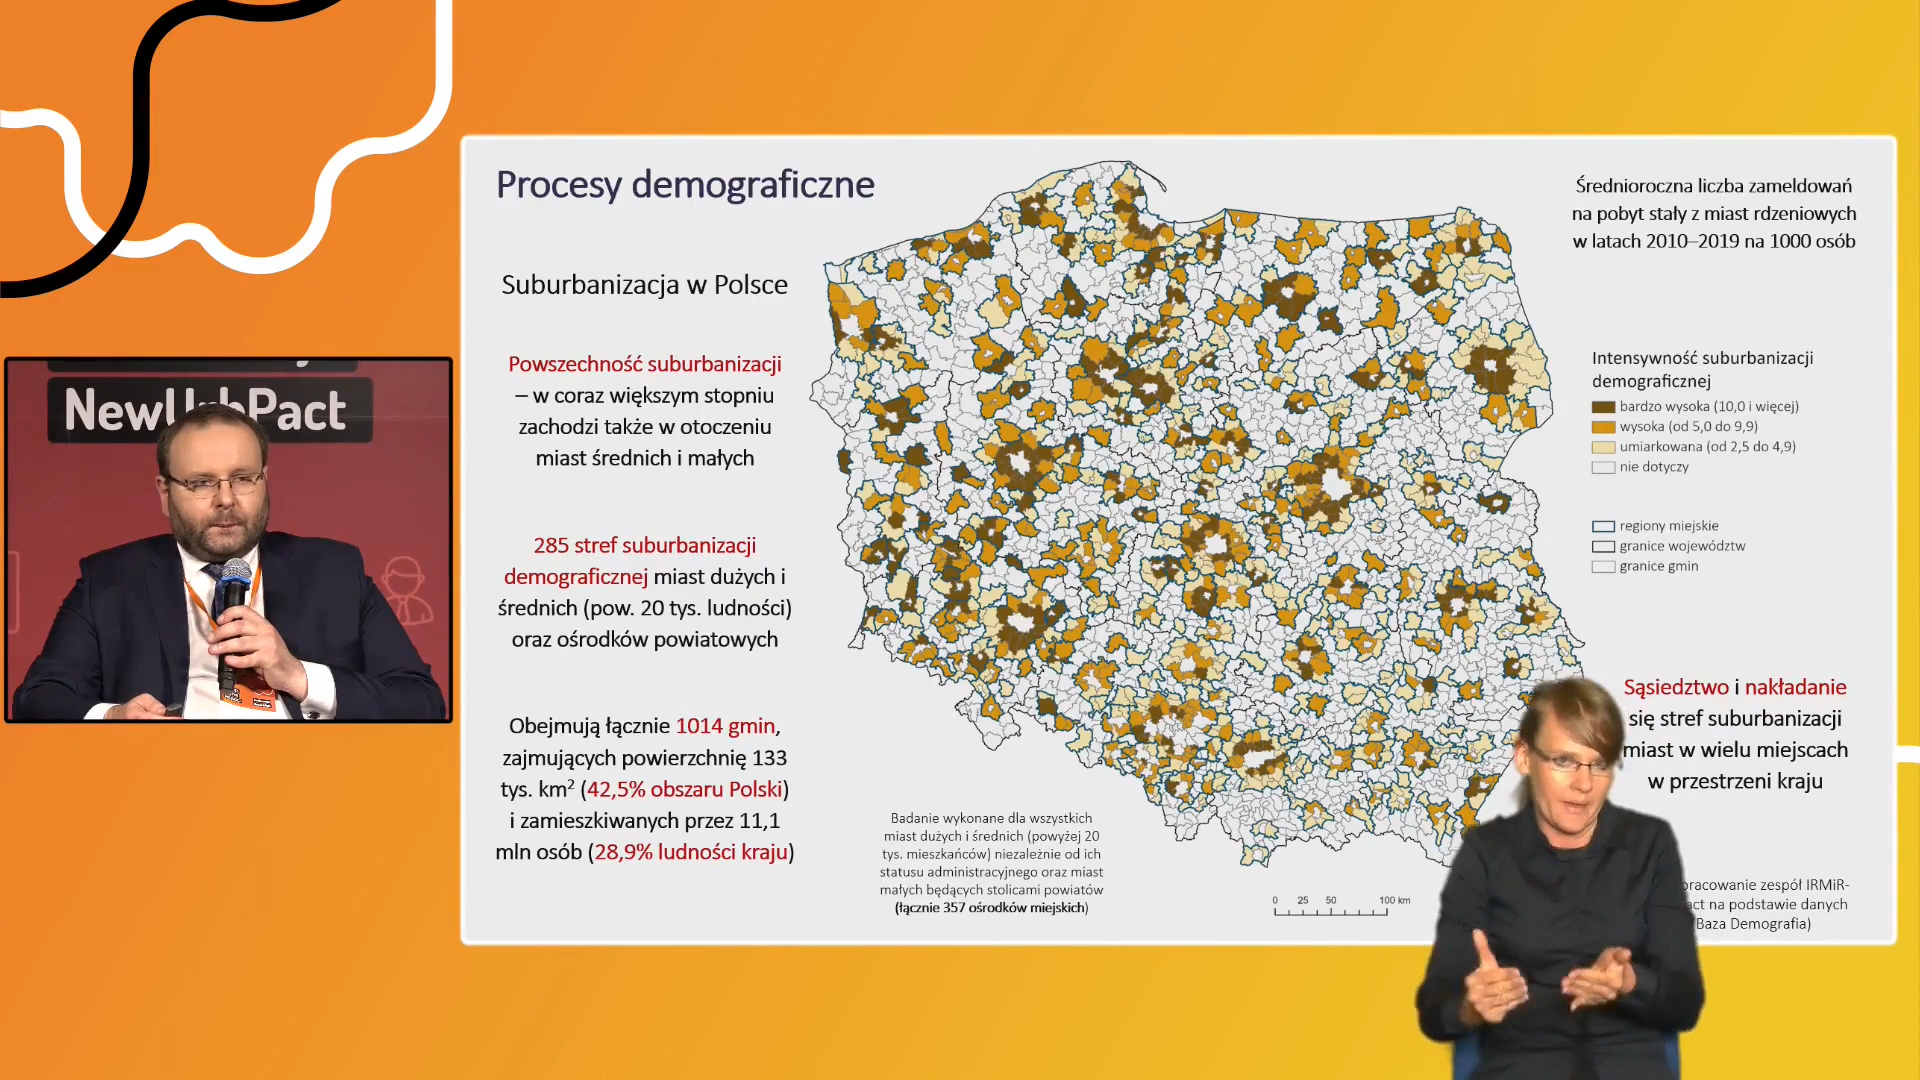 NewUrbPact
Procesy demograficzne
Suburbanizacja w Polsce
Powszechność suburbanizacji
– w coraz większym stopniu
zachodzi także w otoczeniu
miast średnich i małych
285 stref suburbanizacji
demograficznej miast dużych i
średnich (pow. 20 tys. ludności)
oraz ośrodków powiatowych
Obejmują łącznie 1014 gmin,
zajmujących powierzchnię 133
tys. km² (42,5% obszaru Polski)
i zamieszkiwanych przez 11,1
mln osób (28,9% ludności kraju)
Badanie wykonane dla wszystkich
miast dużych i średnich (powyżej 20
tys. mieszkańców) niezależnie od ich
statusu administracyjnego oraz miast
małych będących stolicami powiatów
(łącznie 357 ośrodków miejskich)
0 25 50 100 km
Średnioroczna liczba zameldowań
na pobyt stały z miast rdzeniowych
w latach 2010–2019 na 1000 osób
Intensywność suburbanizacji
demograficznej
bardzo wysoka (10,0 i więcej)
wysoka (od 5,0 do 9,9)
umiarkowana (od 2,5 do 4,9)
nie dotyczy
regiony miejskie
granice województw
granice gmin
Sąsiedztwo i nakładanie
się stref suburbanizacji
miast w wielu miejscach
w przestrzeni kraju
pracowanie zespół IRMiR-
act na podstawie danych
Baza Demografia)